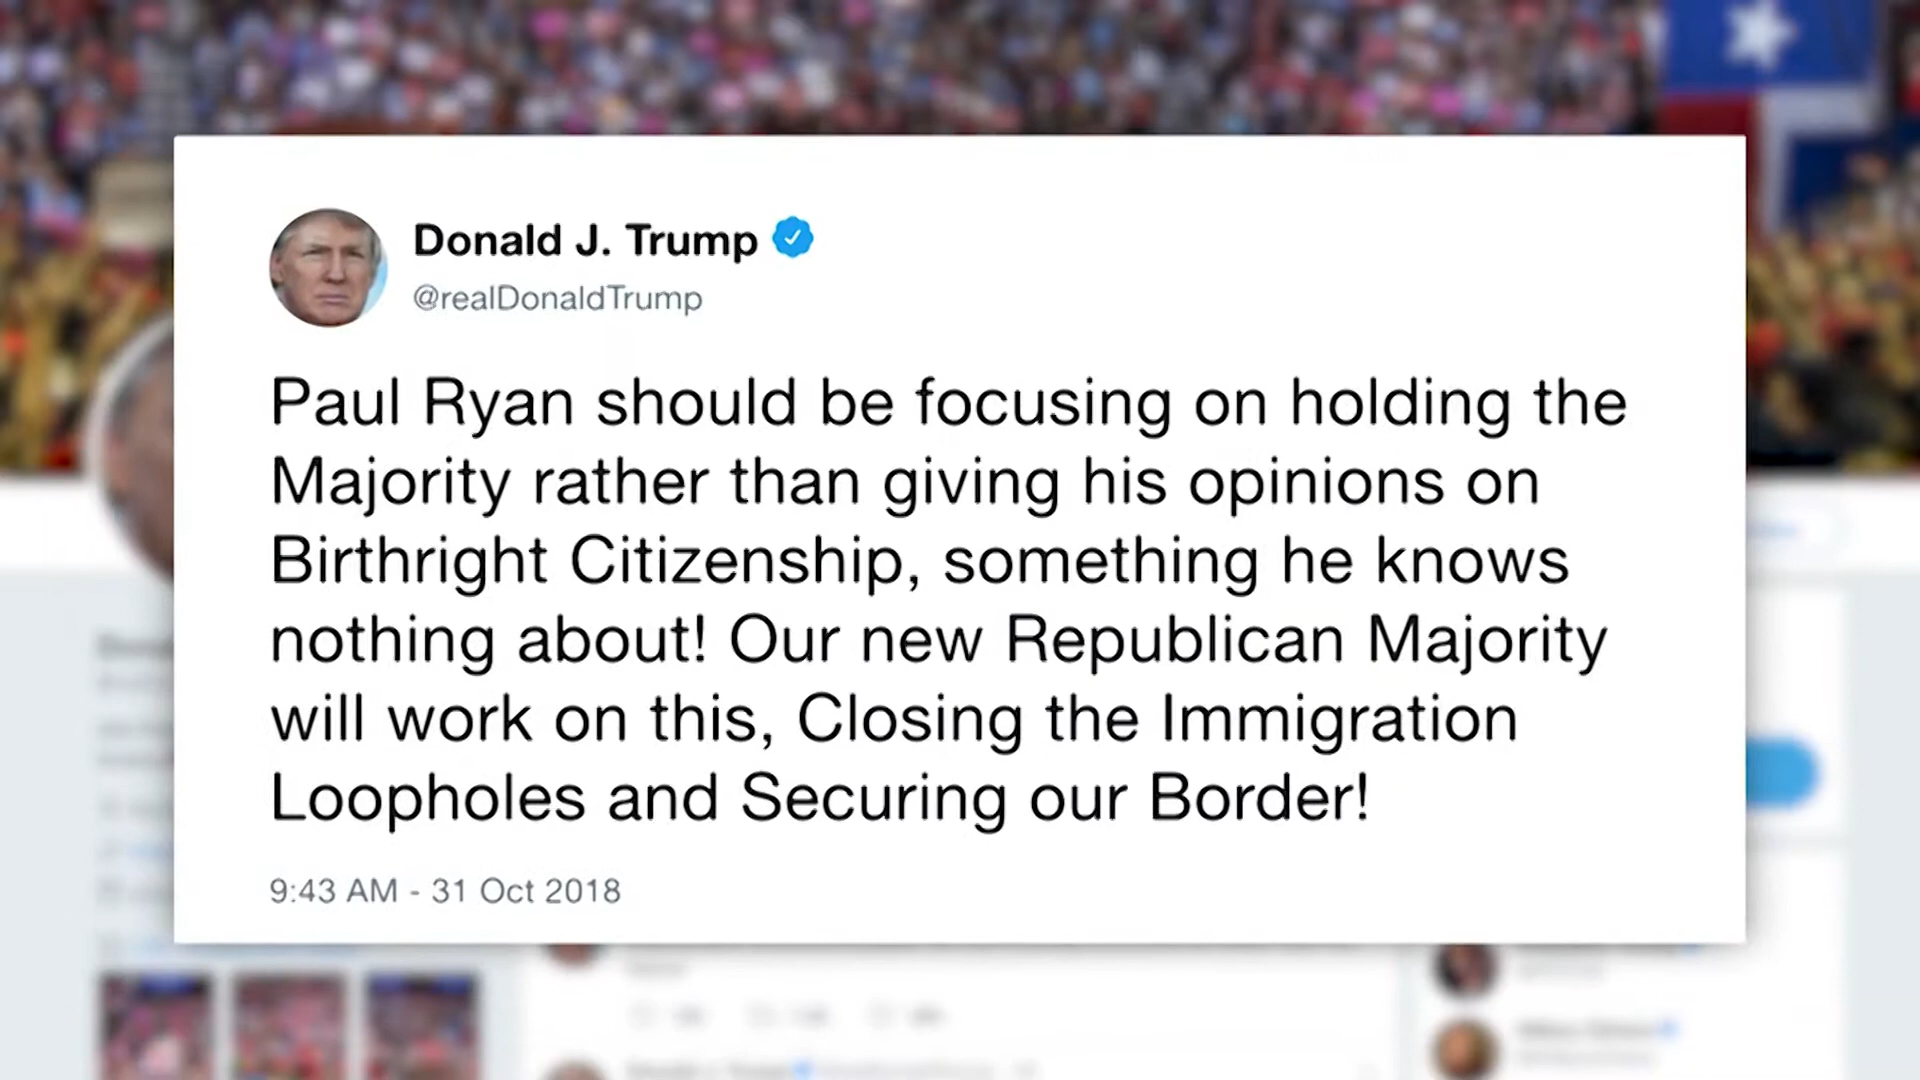 Donald J. Trump
@realDonaldTrump
Paul Ryan should be focusing on holding the
Majority rather than giving his opinions on
Birthright Citizenship, something he knows
nothing about! Our new Republican Majority
will work on this, Closing the Immigration
Loopholes and Securing our Border!
9:43 AM - 31 Oct 2018